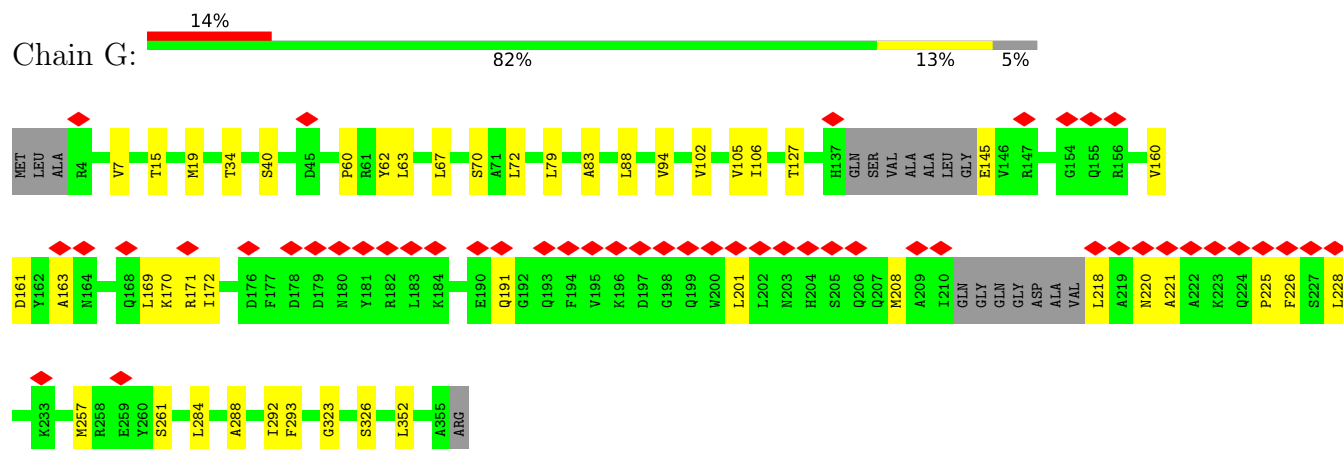 14%
Chain G:
82% 13% 5%
MET LEU ALA R4 V7 T15 M19 T34 S40 D45 P60 R61 Y62 L63 L67 S70 A71 L72 L79 A83 L88 V94 V102 V105 I106 T127 H137 GLN SER VAL ALA ALA LEU GLY E145 V146 R147 G154 Q155 R156 V160
D161 Y162 A163 N164 Q168 L169 K170 R171 I172 D176 F177 D178 D179 N180 Y181 R182 L183 K184 E190 Q191 G192 Q193 F194 V195 K196 D197 G198 Q199 W200 L201 L202 N203 H204 S205 Q206 Q207 M208 A209 I210 GLN GLY GLN GLY ASP ALA VAL L218 A219 N220 A221 A222 K223 Q224 P225 F226 S227 L228
K233 M257 R258 E259 Y260 S261 L284 A288 I292 F293 G323 S326 L352 A355 ARG